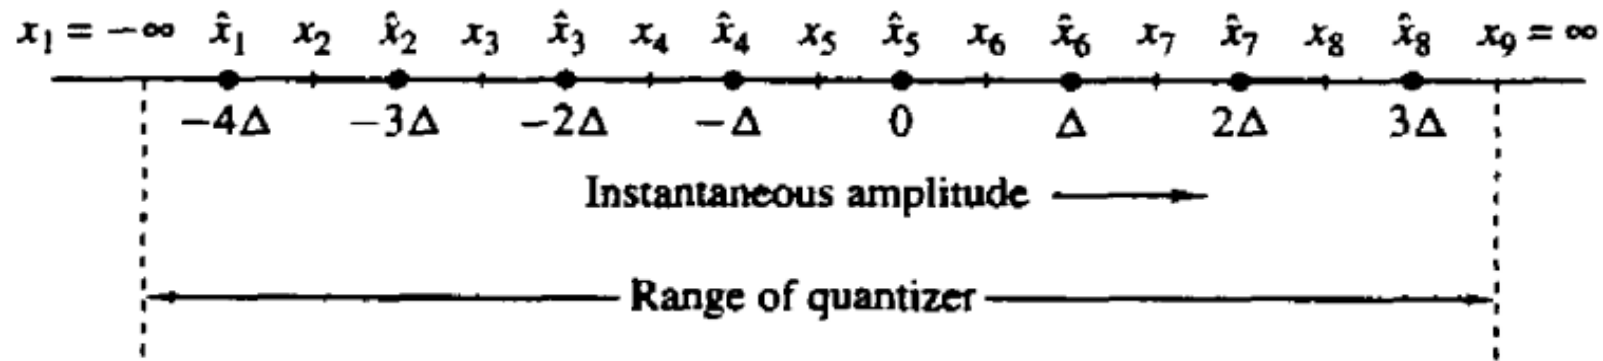 x₁ = −∞ x̂₁ x₂ x̂₂ x₃ x̂₃ x₄ x̂₄ x₅ x̂₅ x₆ x̂₆ x₇ x̂₇ x₈ x̂₈ x₉ = ∞
−4Δ −3Δ −2Δ −Δ 0 Δ 2Δ 3Δ
Instantaneous amplitude
Range of quantizer